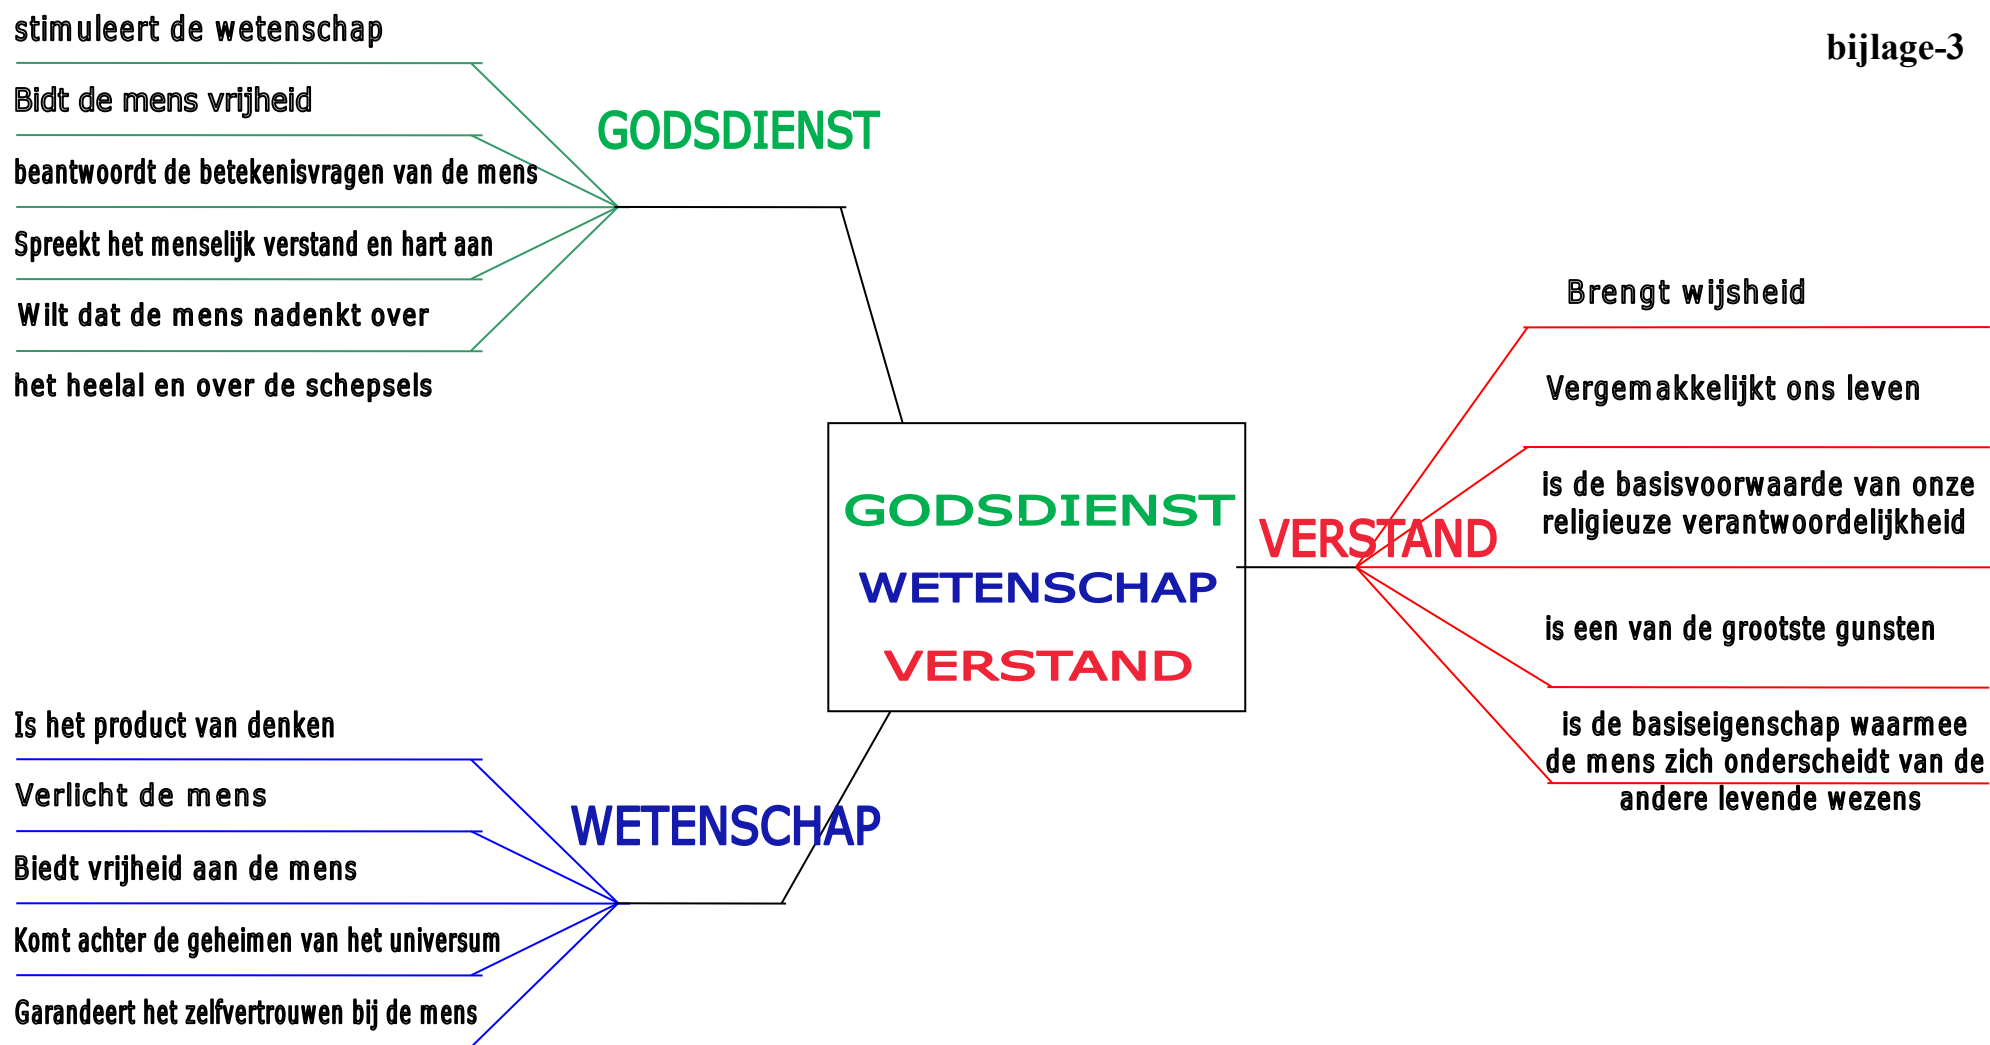 bijlage-3
stimuleert de wetenschap
Bidt de mens vrijheid
beantwoordt de betekenisvragen van de mens
Spreekt het menselijk verstand en hart aan
Wilt dat de mens nadenkt over
het heelal en over de schepsels
GODSDIENST
GODSDIENST
WETENSCHAP
VERSTAND
VERSTAND
Brengt wijsheid
Vergemakkelijkt ons leven
is de basisvoorwaarde van onze
religieuze verantwoordelijkheid
is een van de grootste gunsten
is de basiseigenschap waarmee
de mens zich onderscheidt van de
andere levende wezens
WETENSCHAP
Is het product van denken
Verlicht de mens
Biedt vrijheid aan de mens
Komt achter de geheimen van het universum
Garandeert het zelfvertrouwen bij de mens